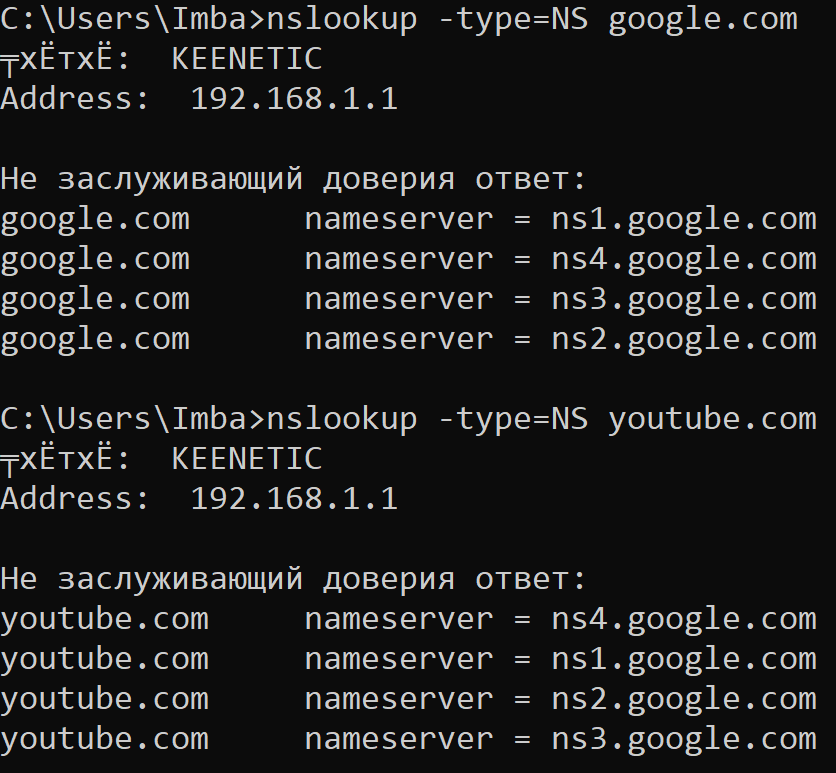 C:\Users\Imba>nslookup -type=NS google.com
╤хЁтхЁ:  KEENETIC
Address:  192.168.1.1

Не заслуживающий доверия ответ:
google.com      nameserver = ns1.google.com
google.com      nameserver = ns4.google.com
google.com      nameserver = ns3.google.com
google.com      nameserver = ns2.google.com

C:\Users\Imba>nslookup -type=NS youtube.com
╤хЁтхЁ:  KEENETIC
Address:  192.168.1.1

Не заслуживающий доверия ответ:
youtube.com     nameserver = ns4.google.com
youtube.com     nameserver = ns1.google.com
youtube.com     nameserver = ns2.google.com
youtube.com     nameserver = ns3.google.com